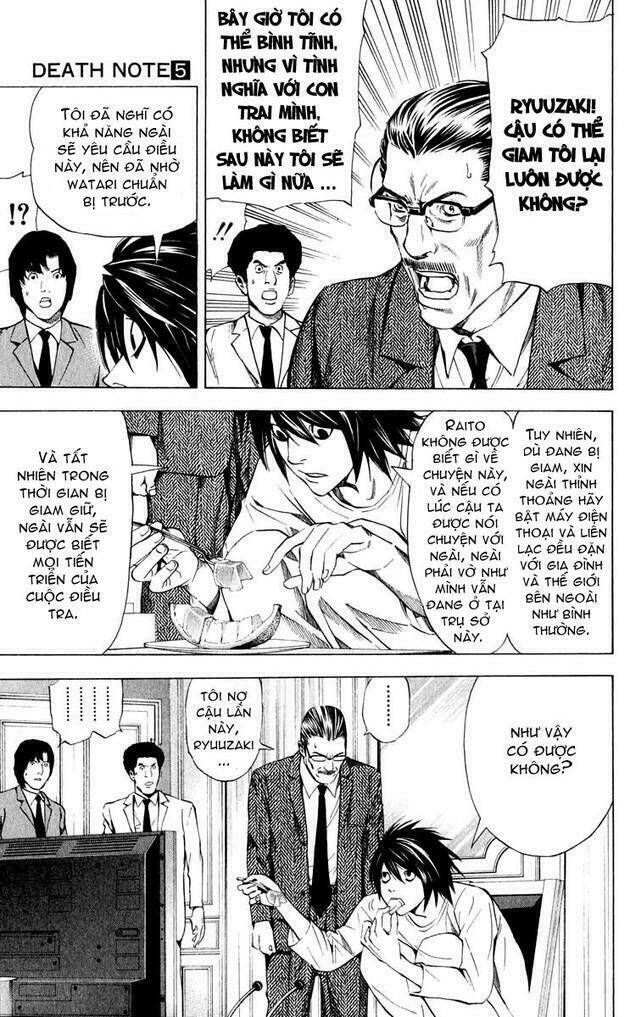 DEATH NOTE 5
RYUUZAKI!
CẬU CÓ THỂ
GIAM TÔI LẠI
LUÔN ĐƯỢC
KHÔNG?
BÂY GIỜ TÔI CÓ
THỂ BÌNH TĨNH,
NHƯNG VÌ TÌNH
NGHĨA VỚI CON
TRAI MÌNH,
KHÔNG BIẾT
SAU NÀY TÔI SẼ
LÀM GÌ NỮA ...
!!
TÔI ĐÃ NGHĨ CÓ
KHẢ NĂNG NGÀI
SẼ YÊU CẦU ĐIỀU
NÀY, NÊN ĐÃ NHỜ
WATARI CHUẨN
BỊ TRƯỚC.
!?
TUY NHIÊN,
DÙ ĐANG BỊ
GIAM, XIN
NGÀI THỈNH
THOẢNG HÃY
BẬT MÁY ĐIỆN
THOẠI VÀ LIÊN
LẠC ĐỀU ĐẶN
VỚI GIA ĐÌNH
VÀ THẾ GIỚI
BÊN NGOÀI
NHƯ BÌNH
THƯỜNG.
RAITO
KHÔNG ĐƯỢC
BIẾT GÌ VỀ
CHUYỆN NÀY,
VÀ NẾU CÓ
LÚC CẬU TA
ĐƯỢC NÓI
CHUYỆN VỚI
NGÀI, NGÀI
PHẢI VỜ NHƯ
MÌNH VẪN
ĐANG Ở TẠI
TRỤ SỞ
NÀY.
VÀ TẤT
NHIÊN TRONG
THỜI GIAN BỊ
GIAM GIỮ,
NGÀI VẪN SẼ
ĐƯỢC BIẾT
MỌI TIẾN
TRIỂN CỦA
CUỘC ĐIỀU
TRA.
NHƯ VẬY
CÓ ĐƯỢC
KHÔNG?
......
TÔI NỢ
CẬU LẦN
NÀY,
RYUUZAKI
...
......
......